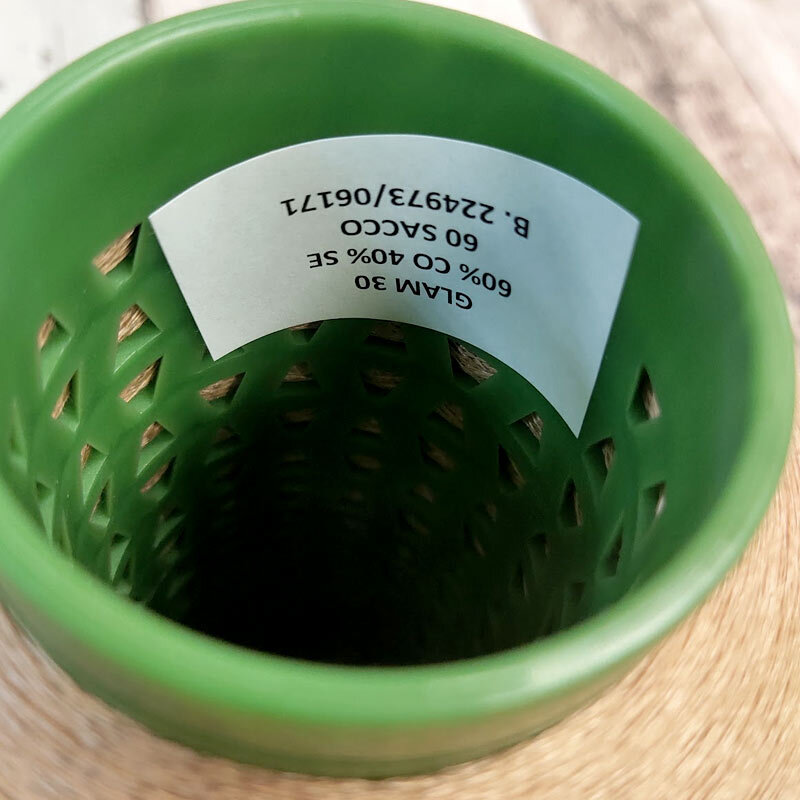 GLAM 30
60% CO 40% SE
60 SACCO
B. 224973/06171